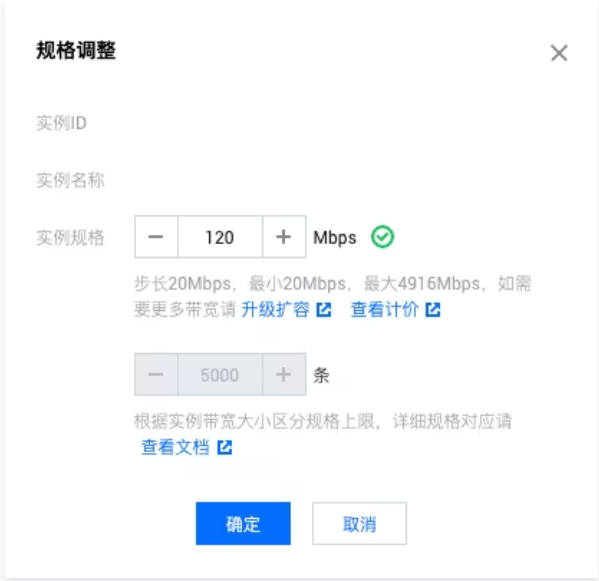 规格调整
实例ID
实例名称
实例规格 120 Mbps
步长20Mbps，最小20Mbps，最大4916Mbps，如需
要更多带宽请 升级扩容 查看计价
5000 条
根据实例带宽大小区分规格上限，详细规格对应请
查看文档
确定 取消